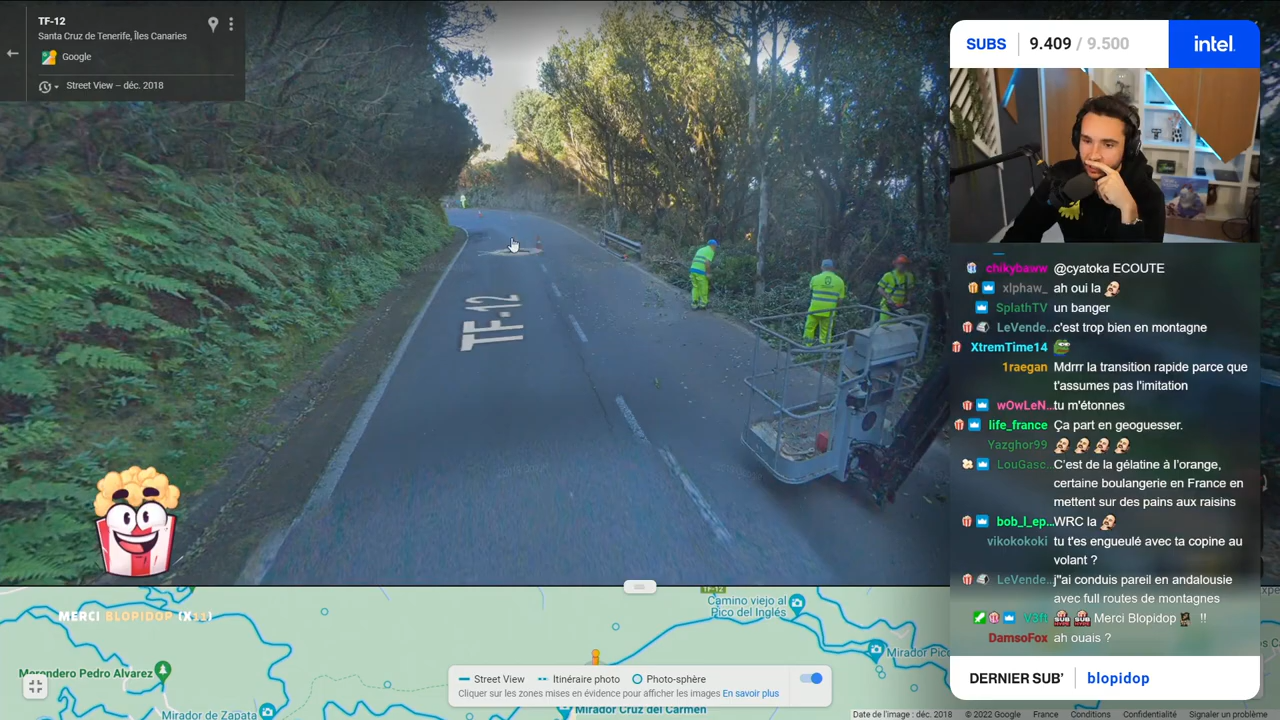 TF-12
Santa Cruz de Tenerife, Îles Canaries
Google
Street View – déc. 2018
SUBS
9.409 / 9.500
intel.
TF-12
chikybaww @cyatoka ECOUTE
xlphaw_ ah oui la
SplathTV un banger
LeVende... c'est trop bien en montagne
XtremTime14
1raegan Mdrrr la transition rapide parce que
t'assumes pas l'imitation
wOwLeN... tu m'étonnes
life_france Ça part en geoguesser.
Yazghor99
LouGasc... C'est de la gélatine à l'orange,
certaine boulangerie en France en
mettent sur des pains aux raisins
bob_l_ep... WRC la
vikokokoki tu t'es engueulé avec ta copine au
volant ?
LeVende... j"ai conduis pareil en andalousie
avec full routes de montagnes
V3ft Merci Blopidop !!
DamsoFox ah ouais ?
DERNIER SUB' blopidop
MERCI BLOPIDOP (X11)
TF-12
Camino viejo al
Pico del Inglés
Merendero Pedro Alvarez
Mirador Pico
Mirador de Zapata
Mirador Cruz del Carmen
Street View Itinéraire photo Photo-sphère
Cliquer sur les zones mises en évidence pour afficher les images En savoir plus
Date de l'image : déc. 2018 © 2022 Google France Conditions Confidentialité Signaler un problème